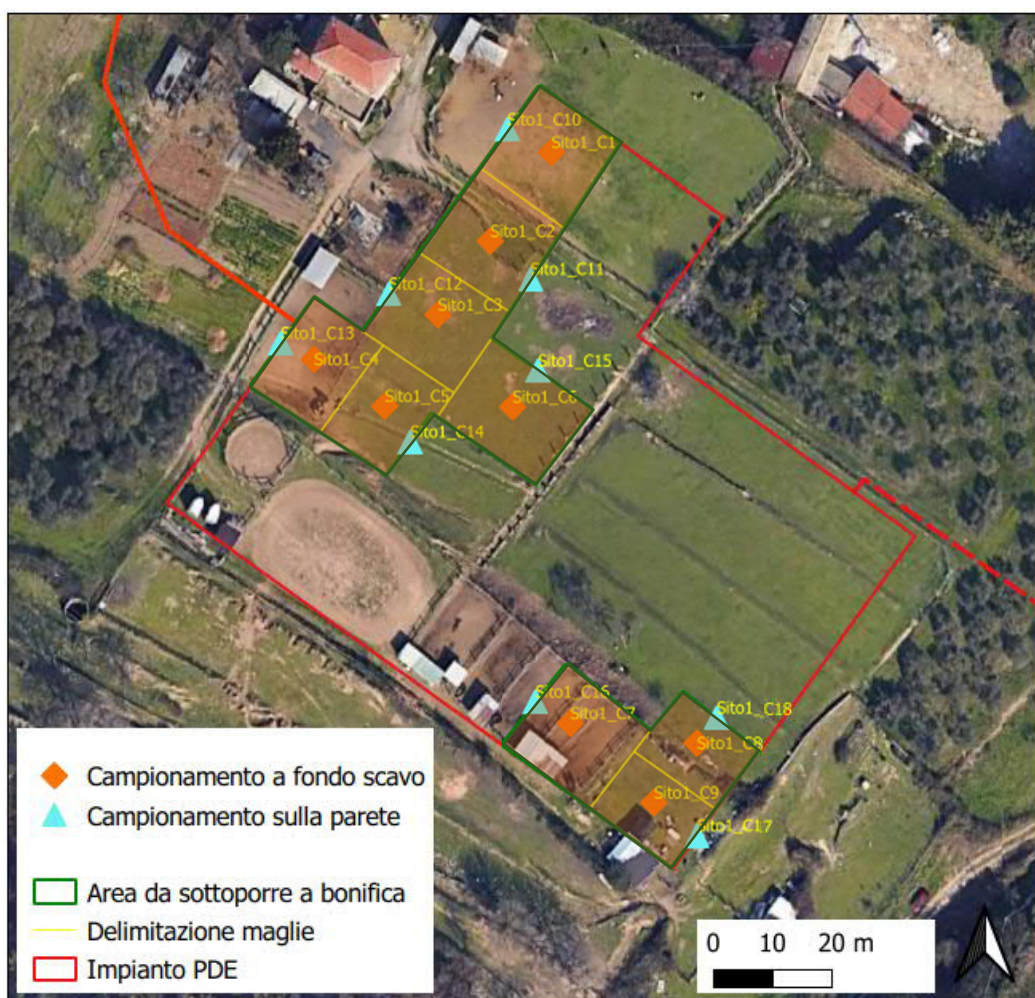 Sito1_C10
Sito1_C1
Sito1_C2
Sito1_C11
Sito1_C12
Sito1_C3
Sito1_C13
Sito1_C4
Sito1_C15
Sito1_C5
Sito1_C6
Sito1_C14
Sito1_C16
Sito1_C7
Sito1_C18
Sito1_C8
Sito1_C9
Sito1_C17
Campionamento a fondo scavo
Campionamento sulla parete
Area da sottoporre a bonifica
Delimitazione maglie
Impianto PDE
0 10 20 m